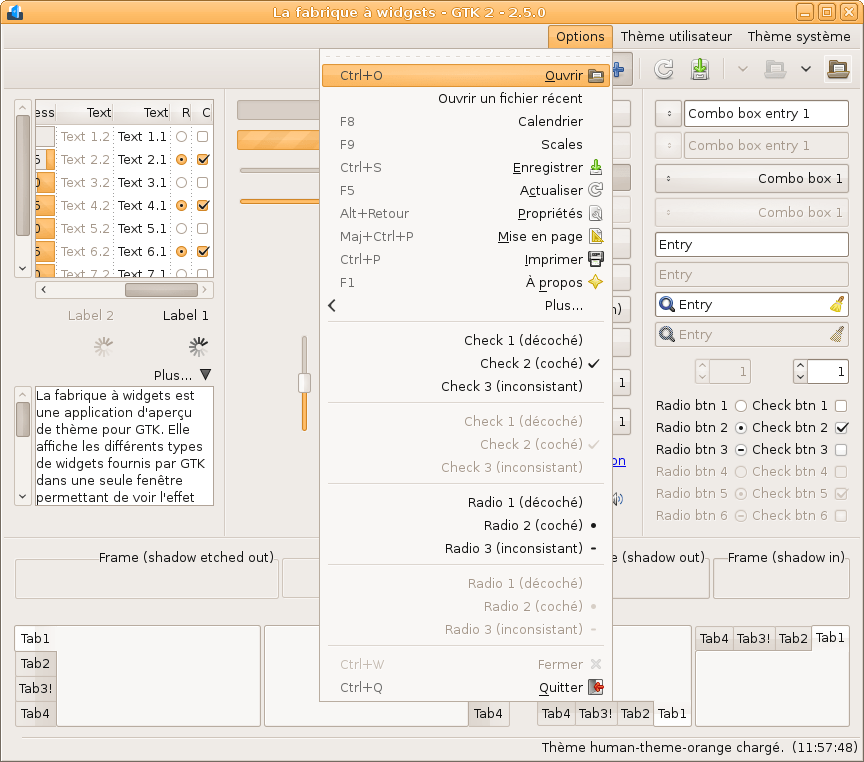 La fabrique à widgets - GTK 2 - 2.5.0
Options Thème utilisateur Thème système
ess Text Text R C
Text 1.2 Text 1.1
Text 2.2 Text 2.1
Text 3.2 Text 3.1
Text 4.2 Text 4.1
Text 5.2 Text 5.1
Text 6.2 Text 6.1
Text 7.2 Text 7.1
Label 2 Label 1
Plus...
La fabrique à widgets est
une application d'aperçu
de thème pour GTK. Elle
affiche les différents types
de widgets fournis par GTK
dans une seule fenêtre
permettant de voir l'effet
Ctrl+O Ouvrir
Ouvrir un fichier récent
F8 Calendrier
F9 Scales
Ctrl+S Enregistrer
F5 Actualiser
Alt+Retour Propriétés
Maj+Ctrl+P Mise en page
Ctrl+P Imprimer
F1 À propos
Plus...
Check 1 (décoché)
Check 2 (coché)
Check 3 (inconsistant)
Check 1 (décoché)
Check 2 (coché)
Check 3 (inconsistant)
Radio 1 (décoché)
Radio 2 (coché)
Radio 3 (inconsistant)
Radio 1 (décoché)
Radio 2 (coché)
Radio 3 (inconsistant)
Ctrl+W Fermer
Ctrl+Q Quitter
)
1
1
on
Combo box entry 1
Combo box entry 1
Combo box 1
Combo box 1
Entry
Entry
Entry
Entry
1 1
Radio btn 1 Check btn 1
Radio btn 2 Check btn 2
Radio btn 3 Check btn 3
Radio btn 4 Check btn 4
Radio btn 5 Check btn 5
Radio btn 6 Check btn 6
Frame (shadow etched out) e (shadow out) Frame (shadow in)
Tab1
Tab2
Tab3!
Tab4
Tab4
Tab4 Tab3! Tab2 Tab1
Tab4 Tab3! Tab2 Tab1
Thème human-theme-orange chargé. (11:57:48)